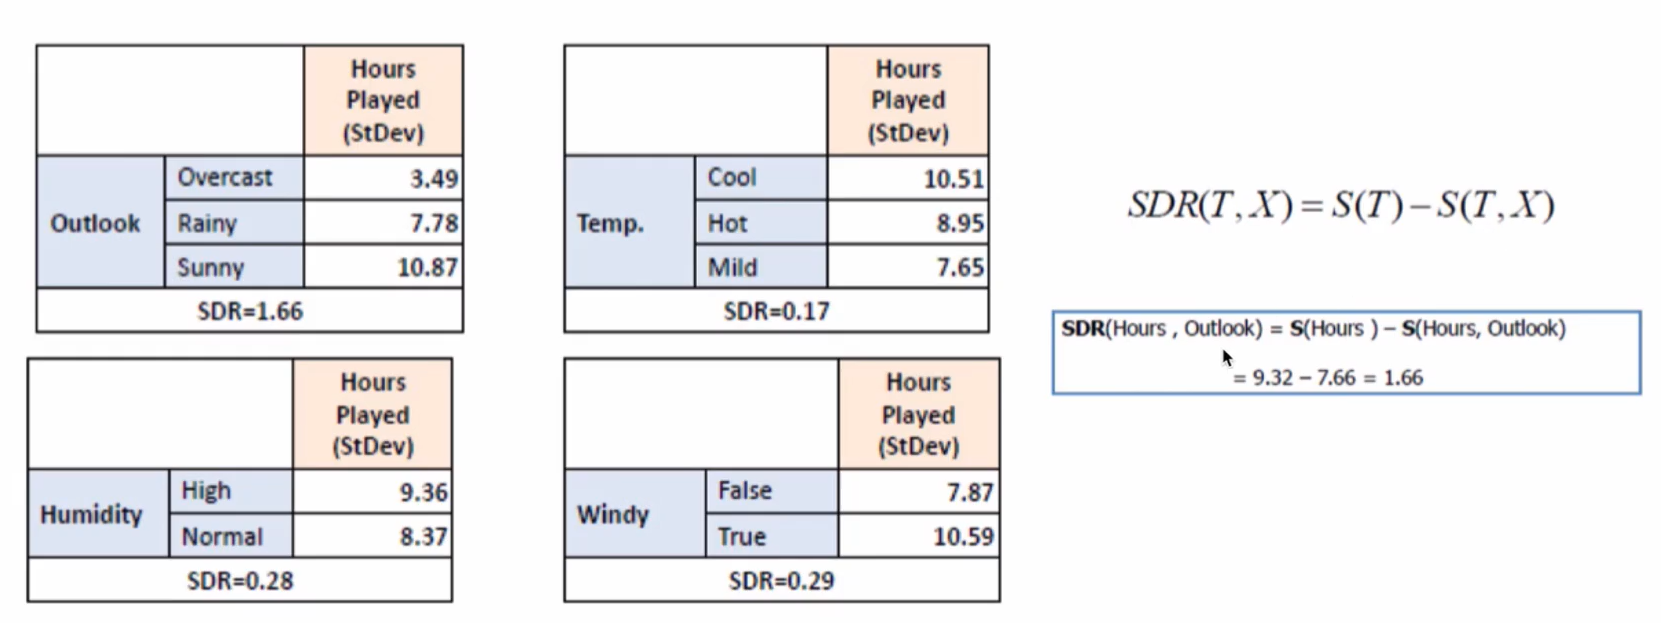 Hours
Played
(StDev)
Outlook
Overcast 3.49
Rainy 7.78
Sunny 10.87
SDR=1.66
Hours
Played
(StDev)
Temp.
Cool 10.51
Hot 8.95
Mild 7.65
SDR=0.17
Hours
Played
(StDev)
Humidity
High 9.36
Normal 8.37
SDR=0.28
Hours
Played
(StDev)
Windy
False 7.87
True 10.59
SDR=0.29
SDR(T, X) = S(T) – S(T, X)
SDR(Hours , Outlook) = S(Hours ) – S(Hours, Outlook)
= 9.32 – 7.66 = 1.66